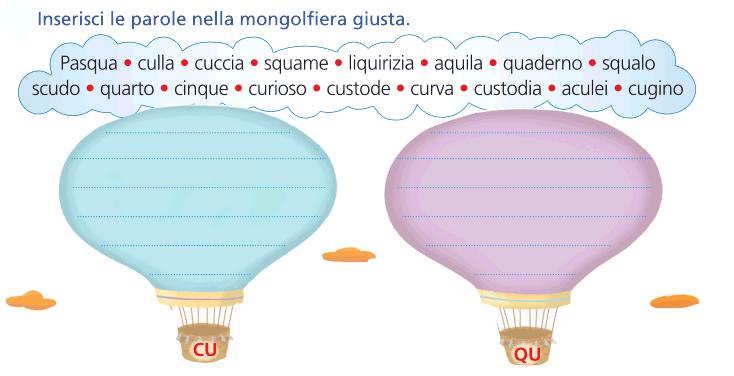 Inserisci le parole nella mongolfiera giusta.
Pasqua • culla • cuccia • squame • liquirizia • aquila • quaderno • squalo
scudo • quarto • cinque • curioso • custode • curva • custodia • aculei • cugino
CU
QU